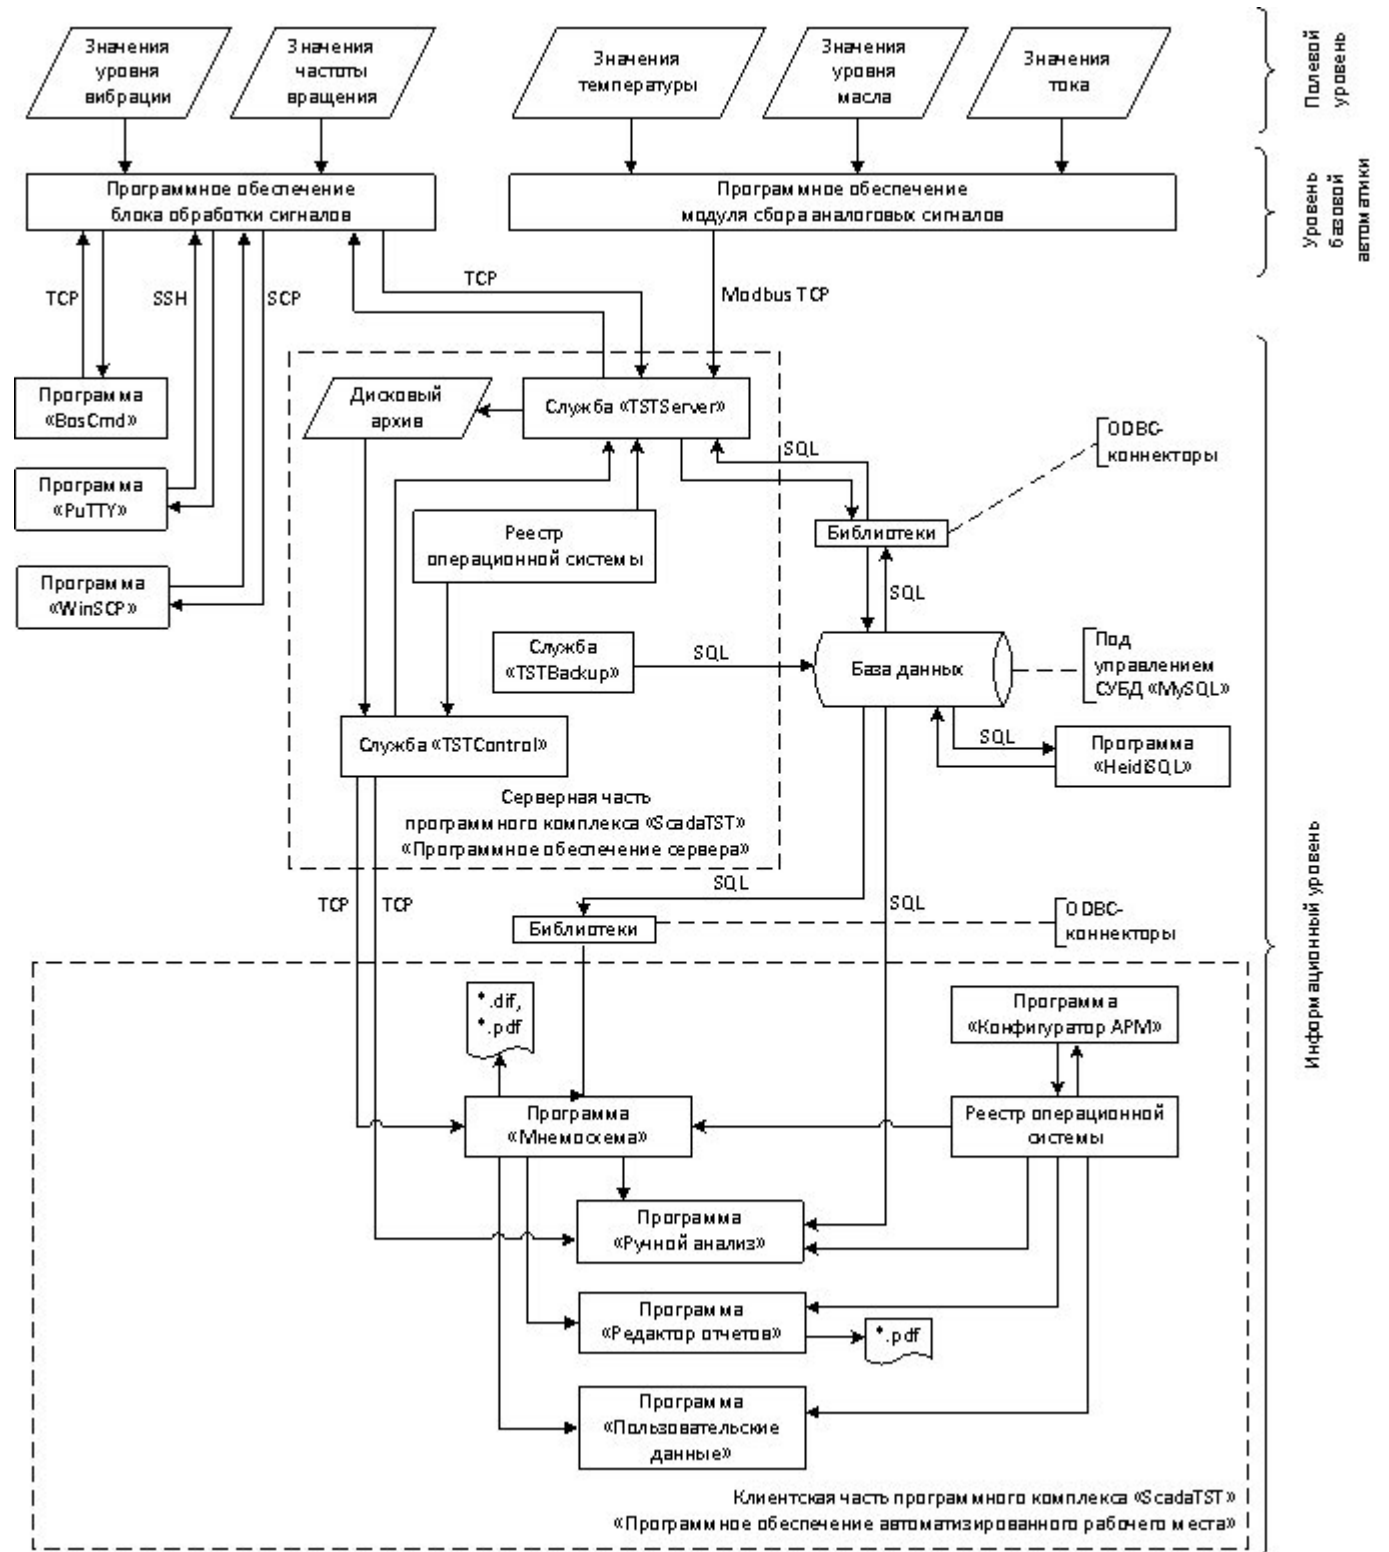 Значения
уровня
вибрации
Значения
частоты
вращения
Значения
температуры
Значения
уровня
масла
Значения
тока
Полевой
уровень
Программное обеспечение
блока обработки сигналов
Программное обеспечение
модуля сбора аналоговых сигналов
Уровень
базовой
автоматики
TCP
SSH
SCP
TCP
Modbus TCP
Программа
«BosCmd»
Дисковый
архив
Служба «TSTServer»
ODBC-
коннекторы
SQL
Программа
«PuTTY»
Реестр
операционной системы
Библиотеки
Программа
«WinSCP»
SQL
Служба
«TSTBackup»
SQL
База данных
Под
управлением
СУБД «MySQL»
Служба «TSTControl»
SQL
Программа
«HeidiSQL»
Серверная часть
программного комплекса «ScadaTST»
«Программное обеспечение сервера»
Информационный уровень
SQL
TCP
TCP
SQL
Библиотеки
ODBC-
коннекторы
*.dif,
*.pdf
Программа
«Конфигуратор АРМ»
Программа
«Мнемосхема»
Реестр операционной
системы
Программа
«Ручной анализ»
Программа
«Редактор отчетов»
*.pdf
Программа
«Пользовательские
данные»
Клиентская часть программного комплекса «ScadaTST»
«Программное обеспечение автоматизированного рабочего места»